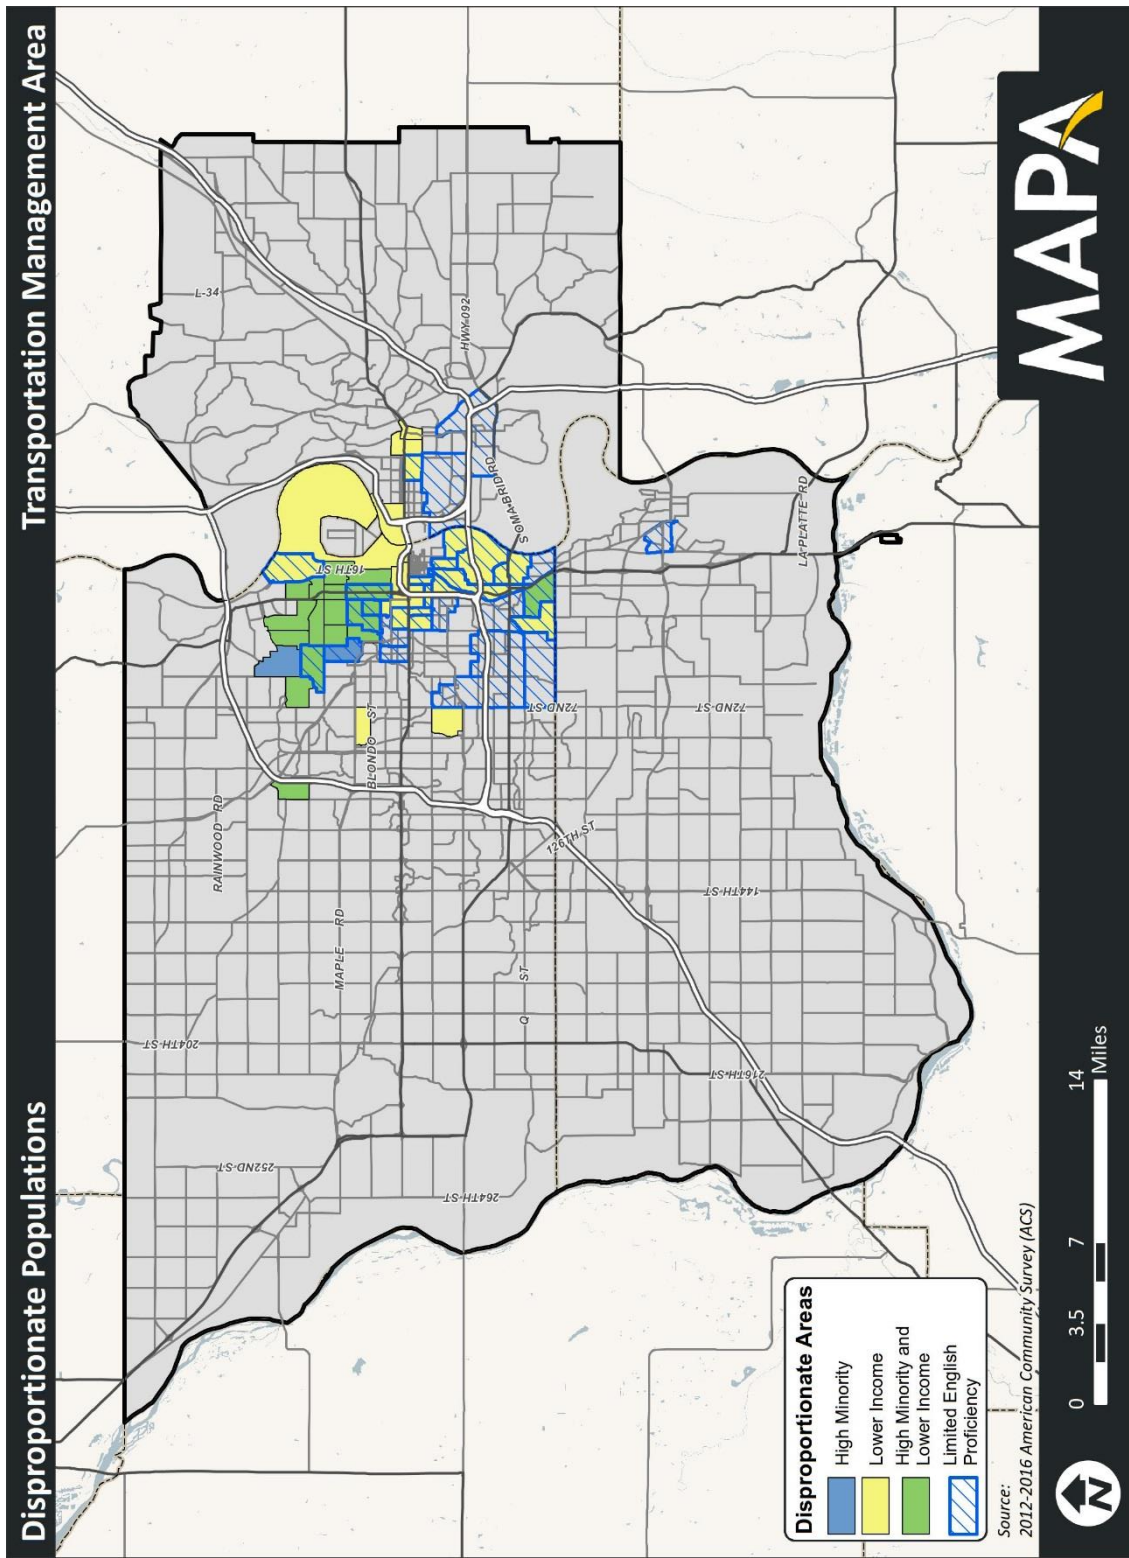 Disproportionate Populations
Transportation Management Area
L-34
HWY 092
16TH ST
S OMA BRID RD
LA PLATTE RD
BLONDO ST
72ND ST
72ND ST
RAINWOOD RD
126TH ST
144TH ST
MAPLE RD
Q ST
204TH ST
216TH ST
252ND ST
264TH ST
Disproportionate Areas
High Minority
Lower Income
High Minority and
Lower Income
Limited English
Proficiency
Source:
2012-2016 American Community Survey (ACS)
N
0 3.5 7 14
Miles
MAPA